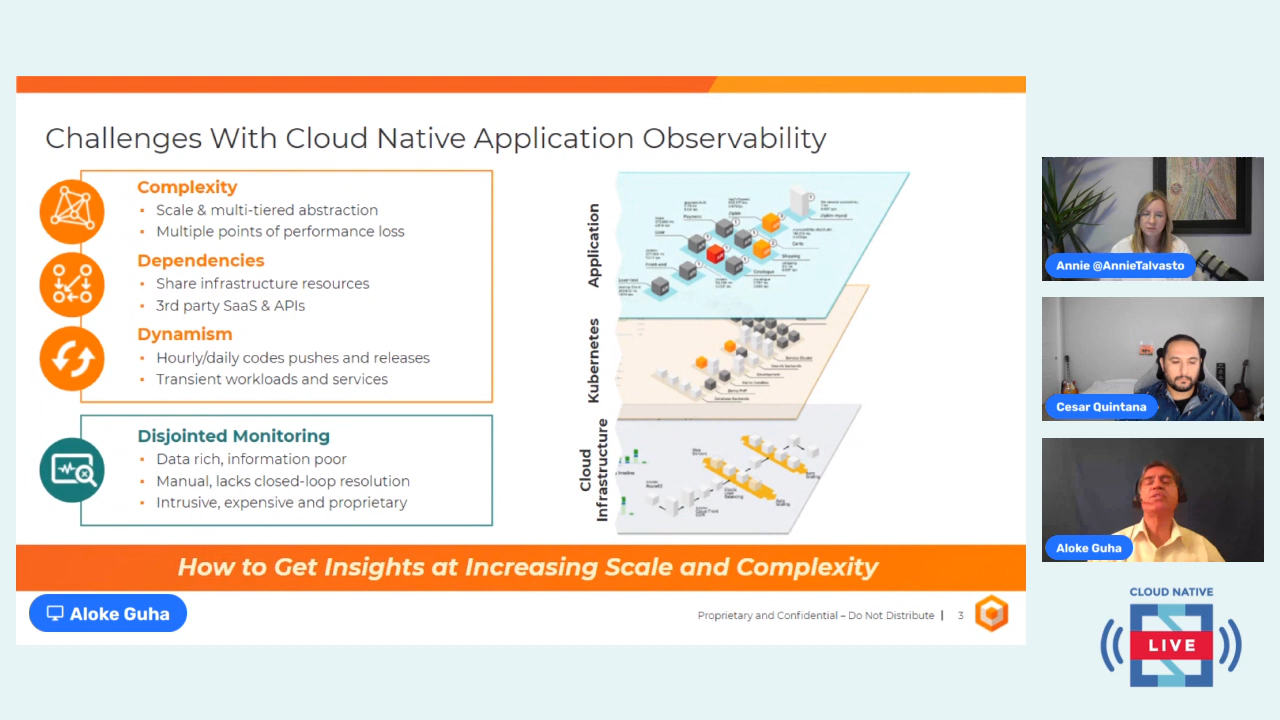 Challenges With Cloud Native Application Observability
Complexity
▪ Scale & multi-tiered abstraction
▪ Multiple points of performance loss
Dependencies
▪ Share infrastructure resources
▪ 3rd party SaaS & APIs
Dynamism
▪ Hourly/daily codes pushes and releases
▪ Transient workloads and services
Disjointed Monitoring
▪ Data rich, information poor
▪ Manual, lacks closed-loop resolution
▪ Intrusive, expensive and proprietary
Application
Kubernetes
Cloud
Infrastructure
How to Get Insights at Increasing Scale and Complexity
Aloke Guha
Proprietary and Confidential – Do Not Distribute | 3
Annie @AnnieTalvasto
Cesar Quintana
Aloke Guha
CLOUD NATIVE
LIVE